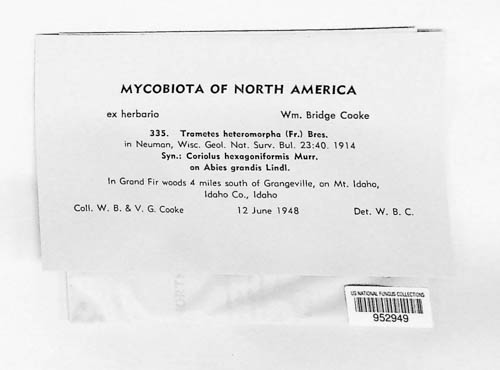 MYCOBIOTA OF NORTH AMERICA
ex herbario Wm. Bridge Cooke
335. Trametes heteromorpha (Fr.) Bres.
in Neuman, Wisc. Geol. Nat. Surv. Bul. 23:40. 1914
Syn.: Coriolus hexagoniformis Murr.
on Abies grandis Lindl.
In Grand Fir woods 4 miles south of Grangeville, on Mt. Idaho,
Idaho Co., Idaho
Coll. W. B. & V. G. Cooke 12 June 1948 Det. W. B. C.
US NATIONAL FUNGUS COLLECTIONS
952949